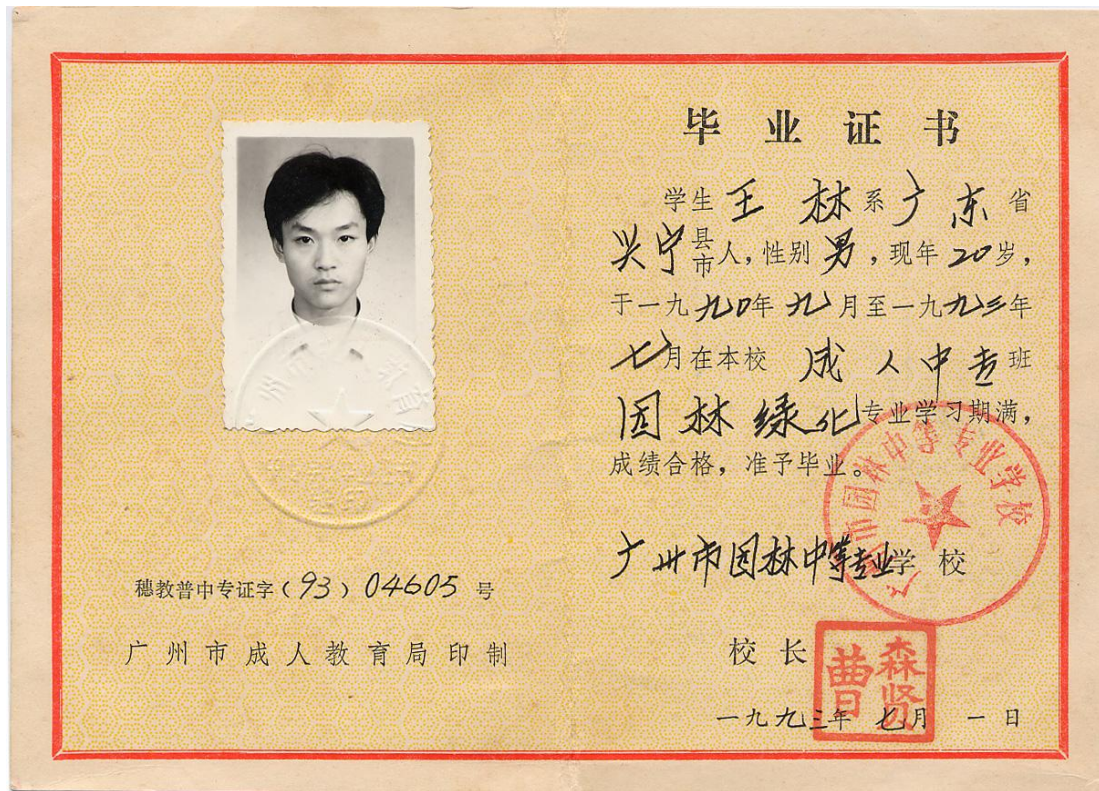 穗教普中专证字(93)04605号
广州市成人教育局印制
毕业证书
学生王林系广东省
兴宁县市人,性别男,现年20岁,
于一九九0年九月至一九九三年
七月在本校 成人中专班
园林绿化专业学习期满,
成绩合格,准予毕业。
广州市园林中等专业学校
广州市园林中等专业学校
校长
曹森贤
一九九三年七月一日